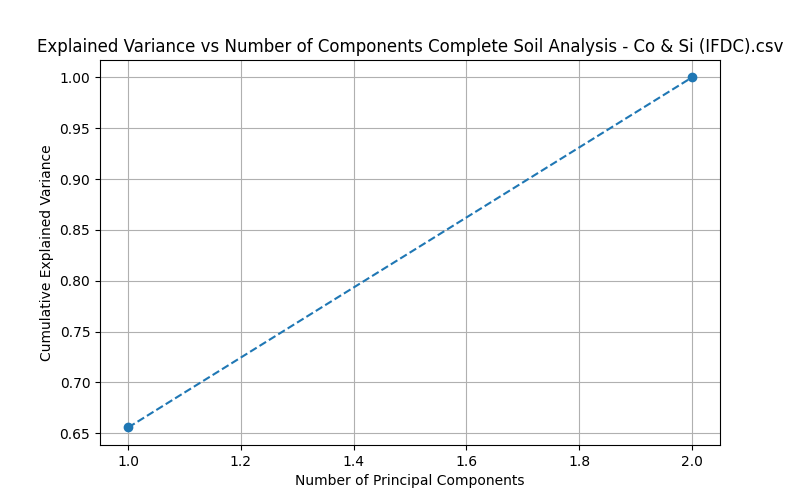 Explained Variance vs Number of Components Complete Soil Analysis - Co & Si (IFDC).csv
1.00
0.95
0.90
0.85
0.80
0.75
0.70
0.65
Cumulative Explained Variance
1.0 1.2 1.4 1.6 1.8 2.0
Number of Principal Components